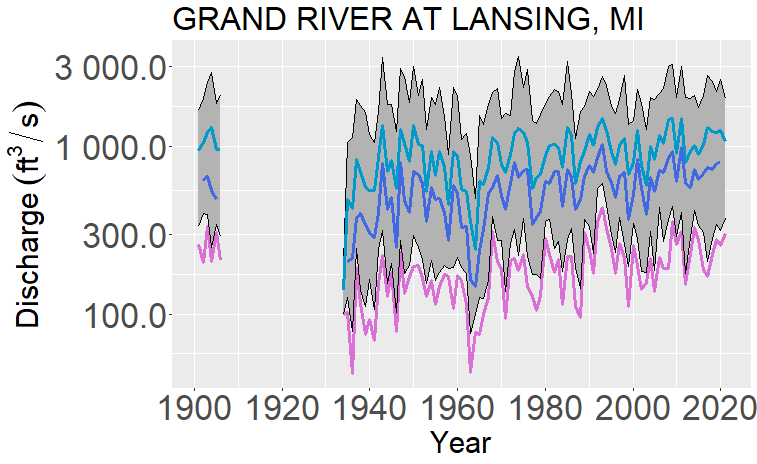 GRAND RIVER AT LANSING, MI
Discharge (ft³/s)
3 000.0
1 000.0
300.0
100.0
1900 1920 1940 1960 1980 2000 2020
Year